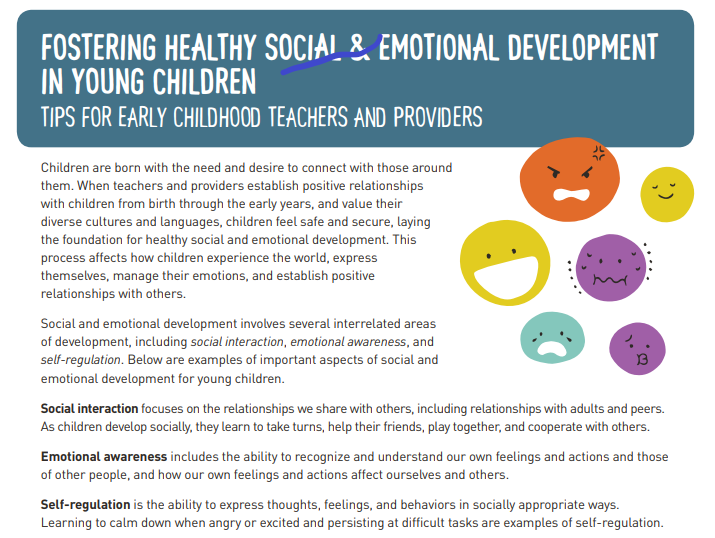 FOSTERING HEALTHY SOCIAL & EMOTIONAL DEVELOPMENT
IN YOUNG CHILDREN
TIPS FOR EARLY CHILDHOOD TEACHERS AND PROVIDERS
Children are born with the need and desire to connect with those around
them. When teachers and providers establish positive relationships
with children from birth through the early years, and value their
diverse cultures and languages, children feel safe and secure, laying
the foundation for healthy social and emotional development. This
process affects how children experience the world, express
themselves, manage their emotions, and establish positive
relationships with others.
Social and emotional development involves several interrelated areas
of development, including social interaction, emotional awareness, and
self-regulation. Below are examples of important aspects of social and
emotional development for young children.
Social interaction focuses on the relationships we share with others, including relationships with adults and peers.
As children develop socially, they learn to take turns, help their friends, play together, and cooperate with others.
Emotional awareness includes the ability to recognize and understand our own feelings and actions and those
of other people, and how our own feelings and actions affect ourselves and others.
Self-regulation is the ability to express thoughts, feelings, and behaviors in socially appropriate ways.
Learning to calm down when angry or excited and persisting at difficult tasks are examples of self-regulation.